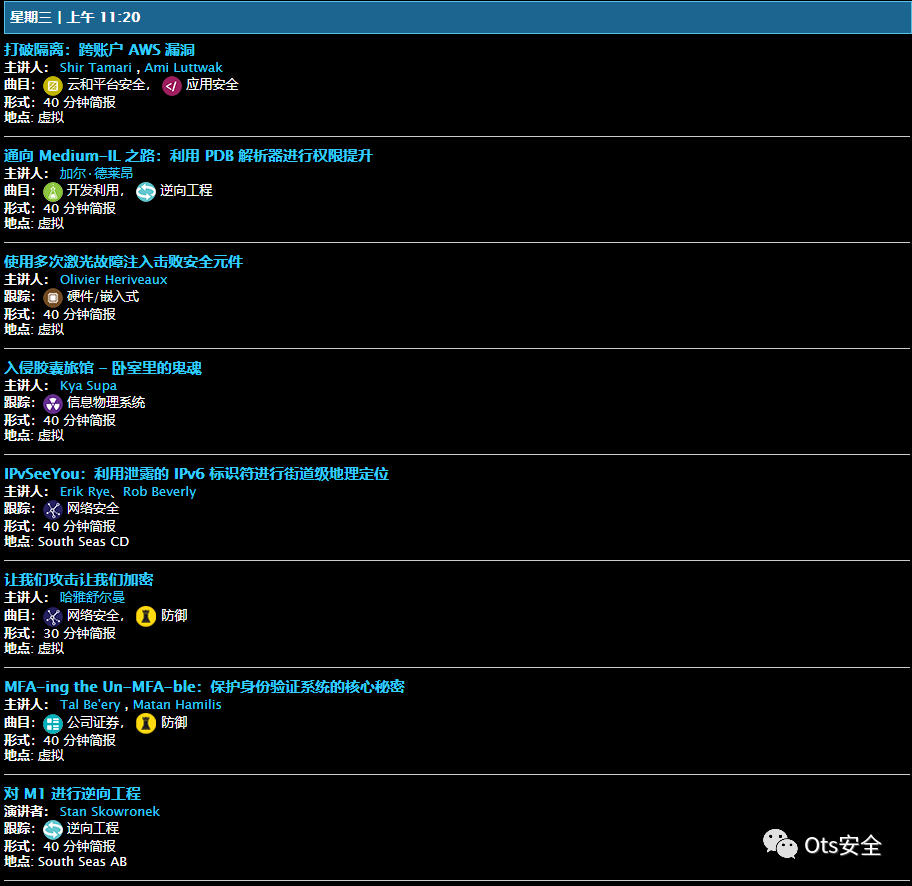 星期三 | 上午 11:20
打破隔离：跨账户 AWS 漏洞
主讲人： Shir Tamari , Ami Luttwak
曲目： 云和平台安全， 应用安全
形式：40 分钟简报
地点: 虚拟
通向 Medium-IL 之路：利用 PDB 解析器进行权限提升
主讲人： 加尔·德莱昂
曲目： 开发利用， 逆向工程
形式：40 分钟简报
地点: 虚拟
使用多次激光故障注入击败安全元件
主讲人： Olivier Heriveaux
跟踪： 硬件/嵌入式
形式：40 分钟简报
地点: 虚拟
入侵胶囊旅馆 - 卧室里的鬼魂
主讲人： Kya Supa
跟踪： 信息物理系统
形式：40 分钟简报
地点: 虚拟
IPvSeeYou：利用泄露的 IPv6 标识符进行街道级地理定位
主讲人： Erik Rye、Rob Beverly
跟踪： 网络安全
形式：40 分钟简报
地点: South Seas CD
让我们攻击让我们加密
主讲人： 哈雅舒尔曼
曲目： 网络安全， 防御
形式：30 分钟简报
地点: 虚拟
MFA-ing the Un-MFA-ble：保护身份验证系统的核心秘密
主讲人： Tal Be'ery , Matan Hamilis
曲目： 公司证券， 防御
形式：40 分钟简报
地点: 虚拟
对 M1 进行逆向工程
演讲者： Stan Skowronek
跟踪： 逆向工程
形式：40 分钟简报
地点: South Seas AB
Ots安全